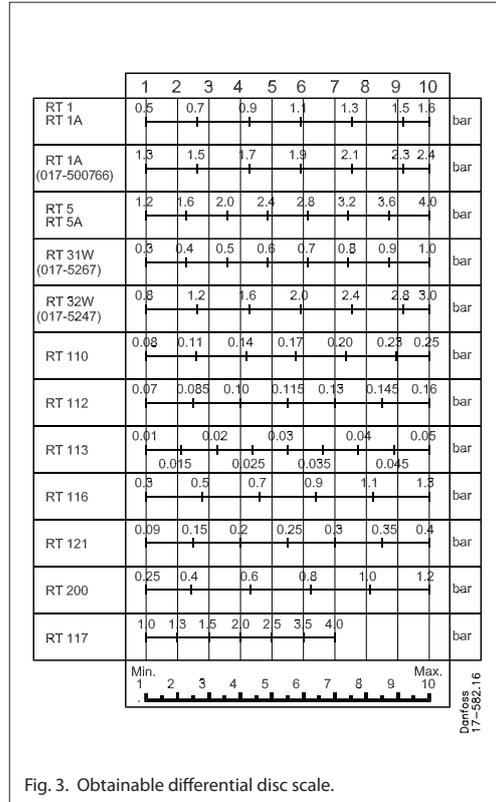 1 2 3 4 5 6 7 8 9 10
RT 1
RT 1A
0.5 0.7 0.9 1.1 1.3 1.5 1.6
bar
RT 1A
(017-500766)
1.3 1.5 1.7 1.9 2.1 2.3 2.4
bar
RT 5
RT 5A
1.2 1.6 2.0 2.4 2.8 3.2 3.6 4.0
bar
RT 31W
(017-5267)
0.3 0.4 0.5 0.6 0.7 0.8 0.9 1.0
bar
RT 32W
(017-5247)
0.8 1.2 1.6 2.0 2.4 2.8 3.0
bar
RT 110
0.08 0.11 0.14 0.17 0.20 0.23 0.25
bar
RT 112
0.07 0.085 0.10 0.115 0.13 0.145 0.16
bar
RT 113
0.01 0.02 0.03 0.04 0.05
0.015 0.025 0.035 0.045
bar
RT 116
0.3 0.5 0.7 0.9 1.1 1.3
bar
RT 121
0.09 0.15 0.2 0.25 0.3 0.35 0.4
bar
RT 200
0.25 0.4 0.6 0.8 1.0 1.2
bar
RT 117
1.0 1.3 1.5 2.0 2.5 3.5 4.0
bar
Min. Max.
1 2 3 4 5 6 7 8 9 10
Danfoss
17-582.16
Fig. 3. Obtainable differential disc scale.